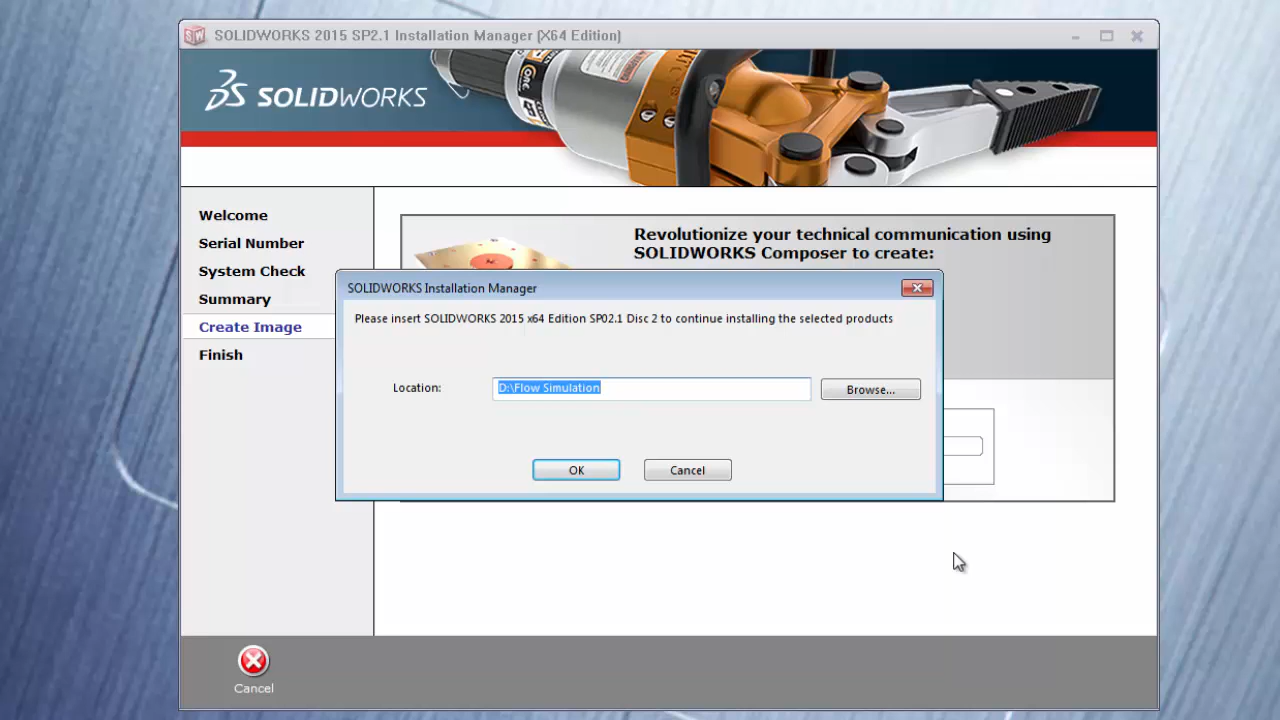 SOLIDWORKS 2015 SP2.1 Installation Manager (X64 Edition)
SOLIDWORKS
Welcome
Serial Number
System Check
Summary
Create Image
Finish
Revolutionize your technical communication using
SOLIDWORKS Composer to create:
SOLIDWORKS Installation Manager
Please insert SOLIDWORKS 2015 x64 Edition SP02.1 Disc 2 to continue installing the selected products
Location:
D:\Flow Simulation
Browse...
OK
Cancel
Cancel